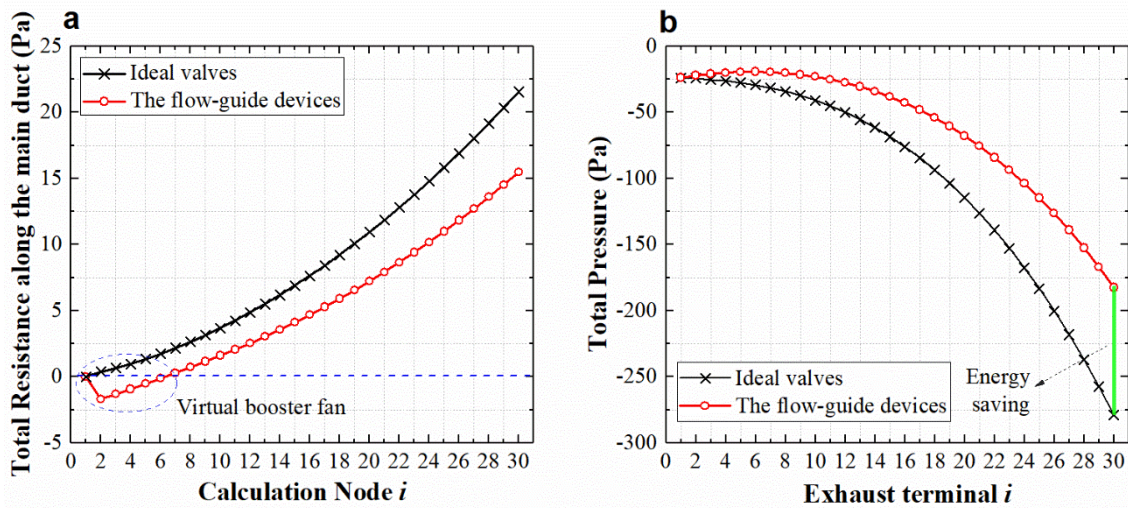 a
Total Resistance along the main duct (Pa)
25
20
15
10
5
0
-5
Ideal valves
The flow-guide devices
Virtual booster fan
0 2 4 6 8 10 12 14 16 18 20 22 24 26 28 30
Calculation Node i
b
Total Pressure (Pa)
0
-50
-100
-150
-200
-250
-300
Ideal valves
The flow-guide devices
Energy
saving
0 2 4 6 8 10 12 14 16 18 20 22 24 26 28 30
Exhaust terminal i